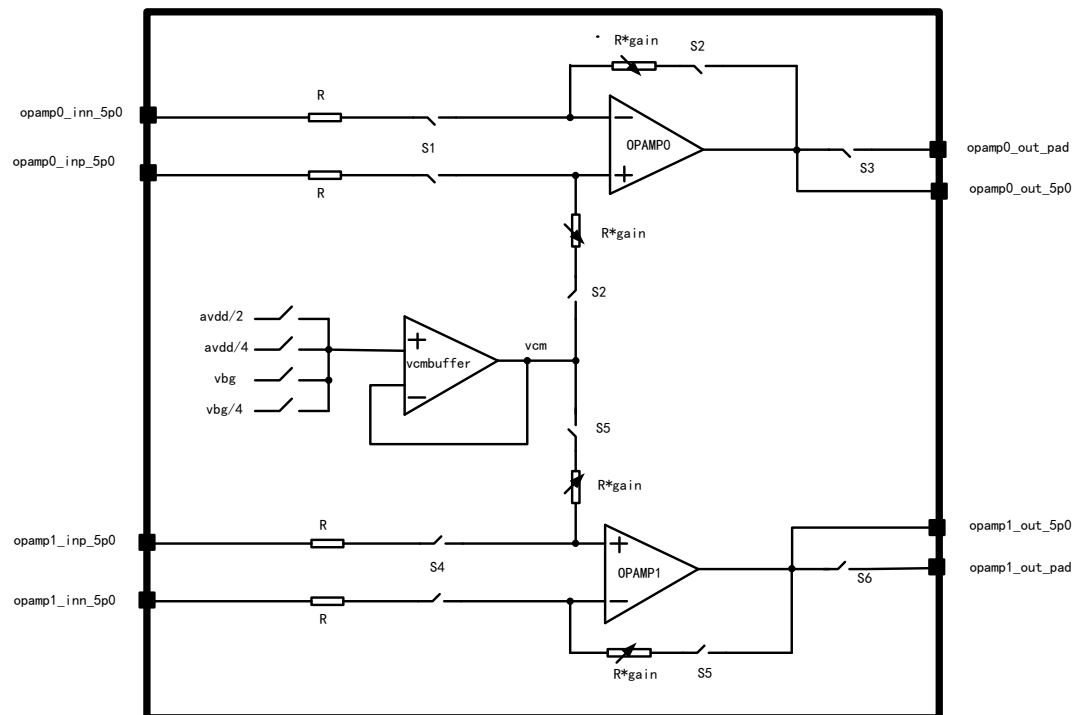 R*gain
S2
R
opamp0_inn_5p0
S1
OPAMP0
opamp0_out_pad
opamp0_inp_5p0
S3
R
opamp0_out_5p0
R*gain
S2
avdd/2
vcm
avdd/4
vcmbuffer
vbg
vbg/4
S5
R*gain
R
opamp1_out_5p0
opamp1_inp_5p0
S4
OPAMP1
opamp1_out_pad
S6
opamp1_inn_5p0
R
R*gain
S5